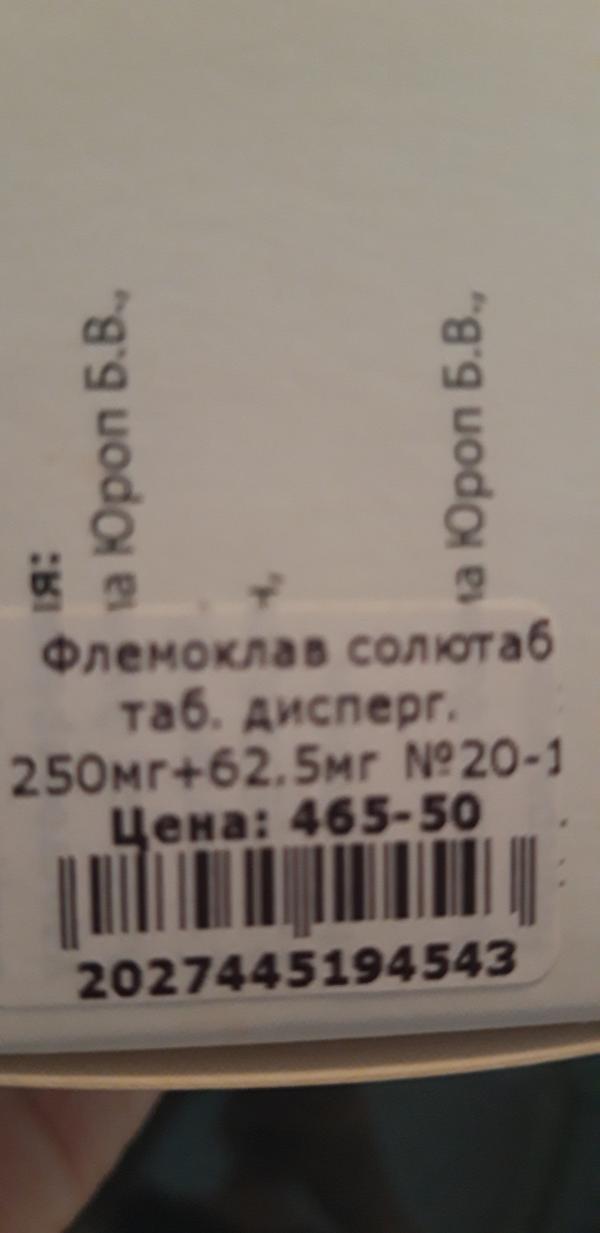 Юроп Б.В.,
Юроп Б.В.,
Флемоклав солютаб
таб. дисперг.
250мг+62.5мг №20-1
Цена: 465-50
2027445194543